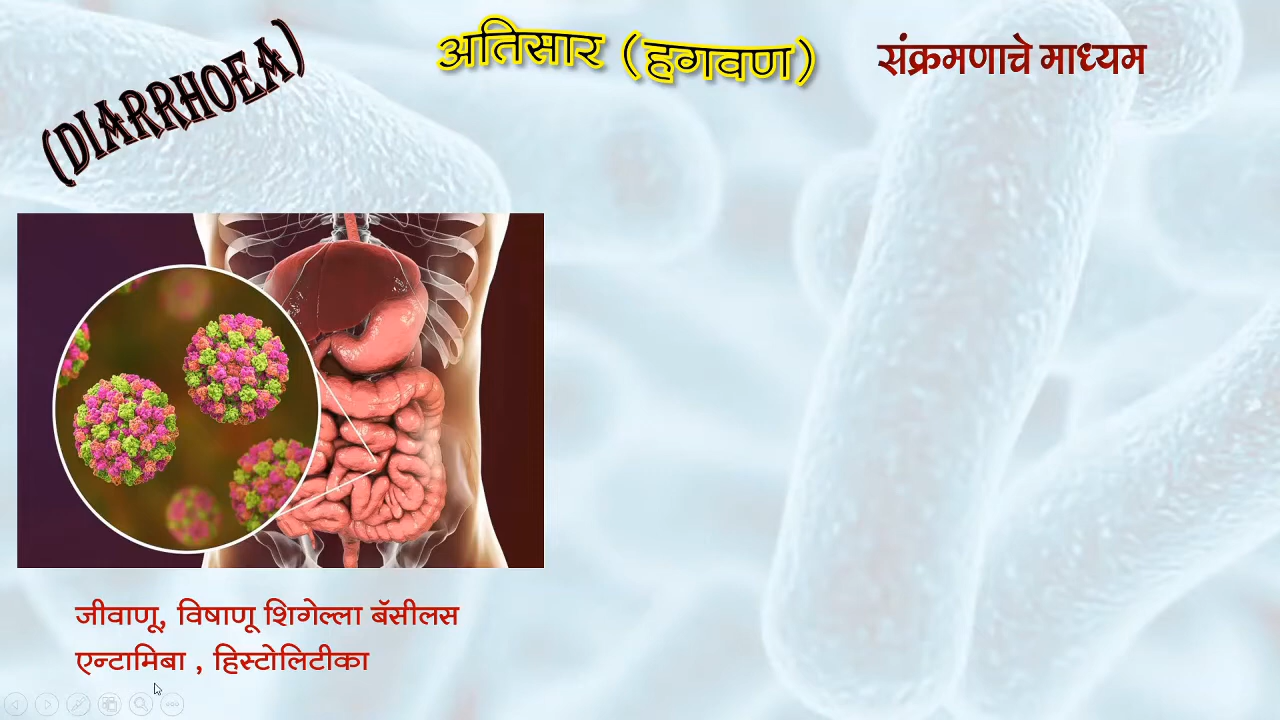 (DIARRHOEA)
अतिसार (हगवण)
संक्रमणाचे माध्यम
जीवाणू, विषाणू शिगेल्ला बॅसीलस
एन्टामिबा , हिस्टोलिटीका